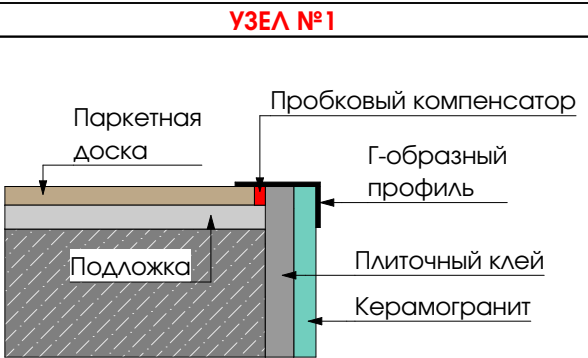 УЗЕЛ №1
Пробковый компенсатор
Паркетная
доска
Г-образный
профиль
Подложка
Плиточный клей
Керамогранит